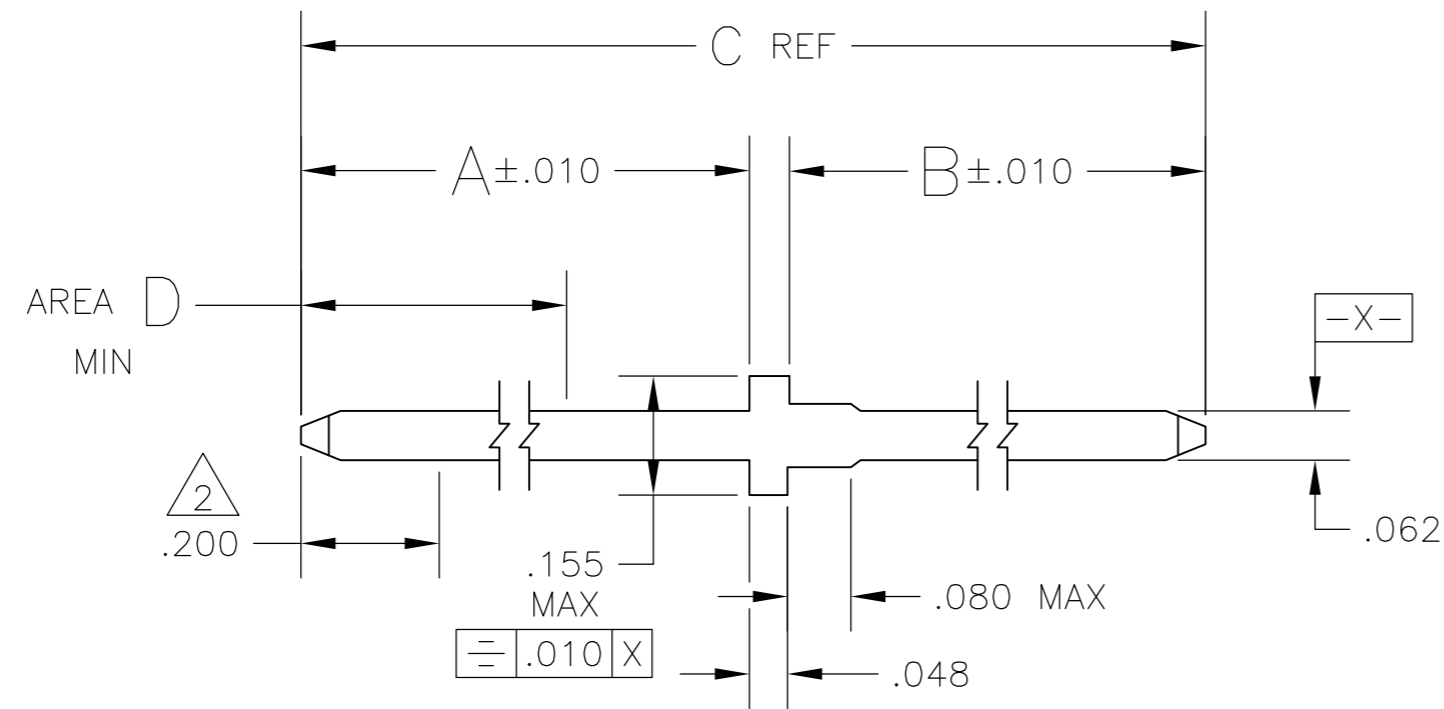 C REF
A±.010
B±.010
AREA D
MIN
-X-
2
.200
.155
MAX
⌯ .010 X
.062
.080 MAX
.048